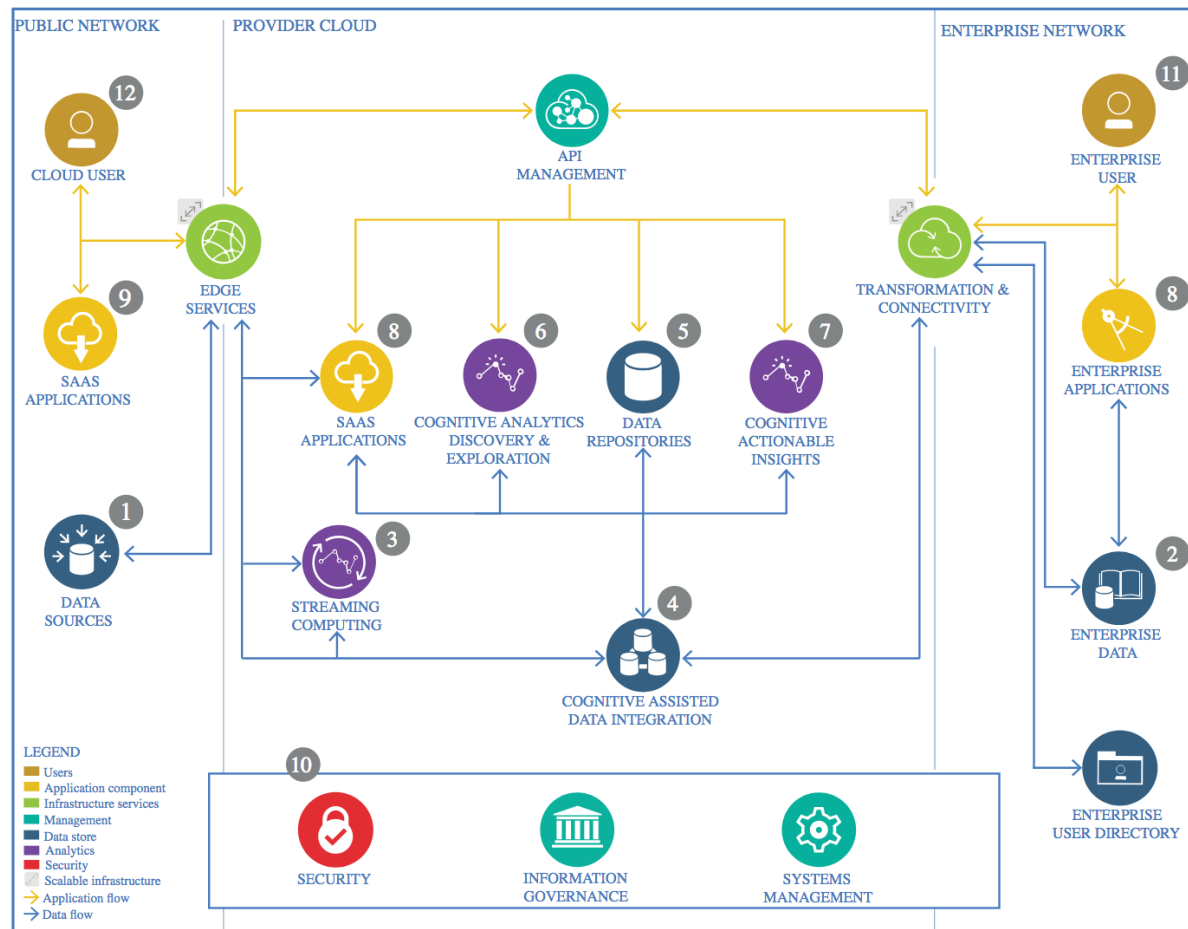 PUBLIC NETWORK
PROVIDER CLOUD
ENTERPRISE NETWORK
12
CLOUD USER
API
MANAGEMENT
11
ENTERPRISE
USER
EDGE
SERVICES
TRANSFORMATION &
CONNECTIVITY
9
SAAS
APPLICATIONS
8
SAAS
APPLICATIONS
6
COGNITIVE ANALYTICS
DISCOVERY &
EXPLORATION
5
DATA
REPOSITORIES
7
COGNITIVE
ACTIONABLE
INSIGHTS
8
ENTERPRISE
APPLICATIONS
1
DATA
SOURCES
3
STREAMING
COMPUTING
4
COGNITIVE ASSISTED
DATA INTEGRATION
2
ENTERPRISE
DATA
ENTERPRISE
USER DIRECTORY
10
SECURITY
INFORMATION
GOVERNANCE
SYSTEMS
MANAGEMENT
LEGEND
Users
Application component
Infrastructure services
Management
Data store
Analytics
Security
Scalable infrastructure
Application flow
Data flow